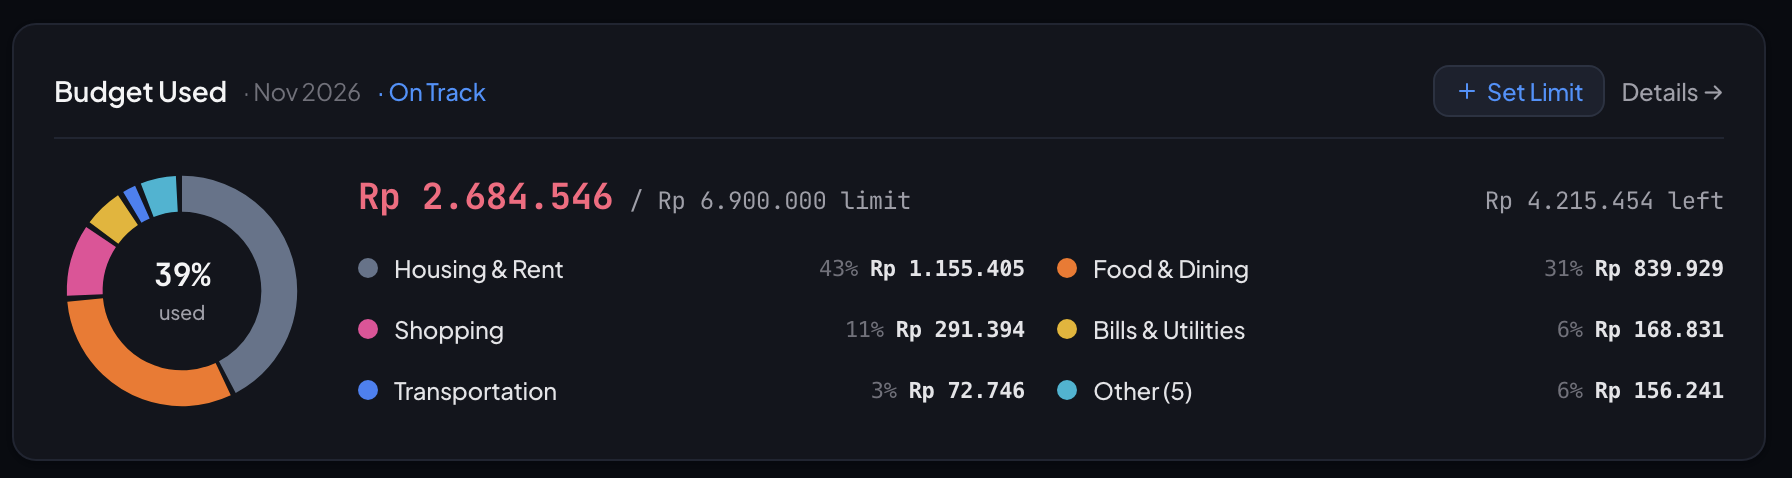 Budget Used · Nov 2026 · On Track + Set Limit Details →
Rp 2.684.546 / Rp 6.900.000 limit Rp 4.215.454 left
39%
used
Housing & Rent 43% Rp 1.155.405 Food & Dining 31% Rp 839.929
Shopping 11% Rp 291.394 Bills & Utilities 6% Rp 168.831
Transportation 3% Rp 72.746 Other (5) 6% Rp 156.241